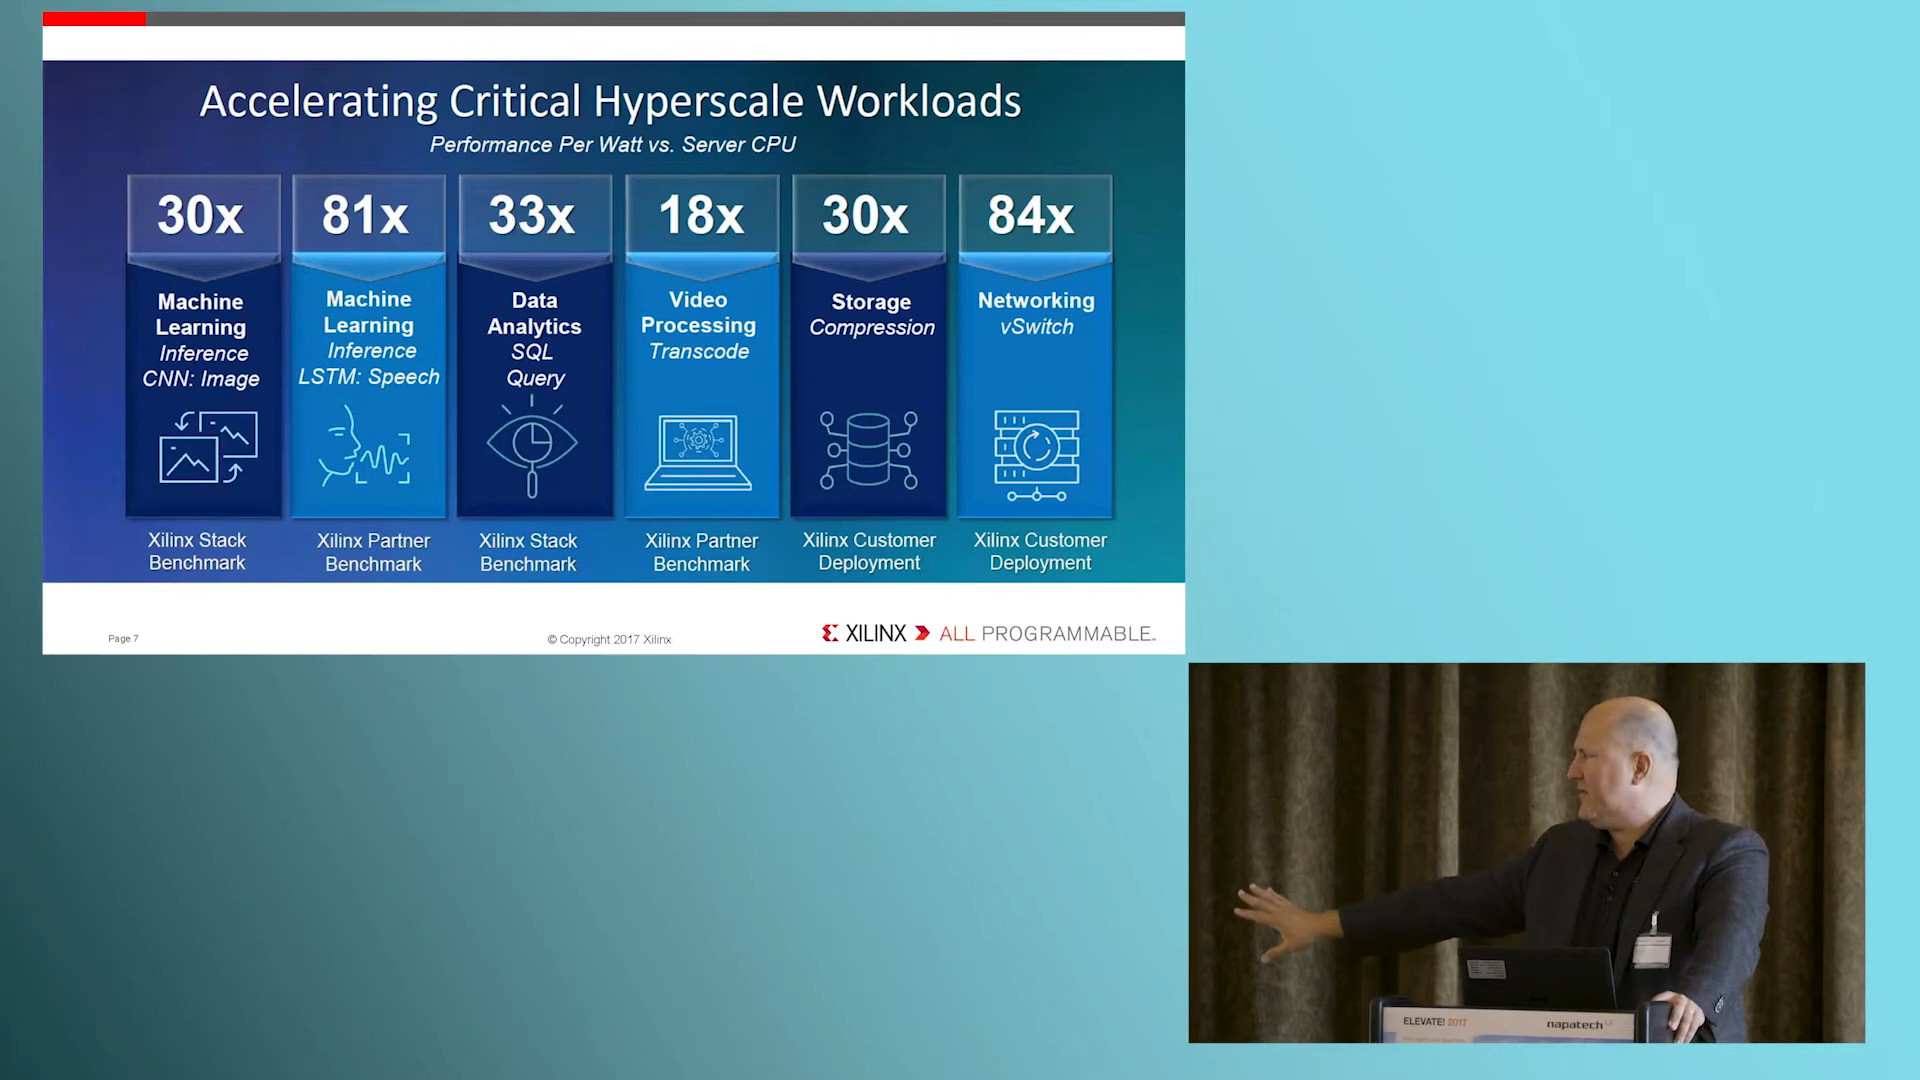 Accelerating Critical Hyperscale Workloads
Performance Per Watt vs. Server CPU
30x
81x
33x
18x
30x
84x
Machine
Learning
Inference
CNN: Image
Machine
Learning
Inference
LSTM: Speech
Data
Analytics
SQL
Query
Video
Processing
Transcode
Storage
Compression
Networking
vSwitch
Xilinx Stack
Benchmark
Xilinx Partner
Benchmark
Xilinx Stack
Benchmark
Xilinx Partner
Benchmark
Xilinx Customer
Deployment
Xilinx Customer
Deployment
Page 7
© Copyright 2017 Xilinx
XILINX ALL PROGRAMMABLE.
ELEVATE! 2017
napatech